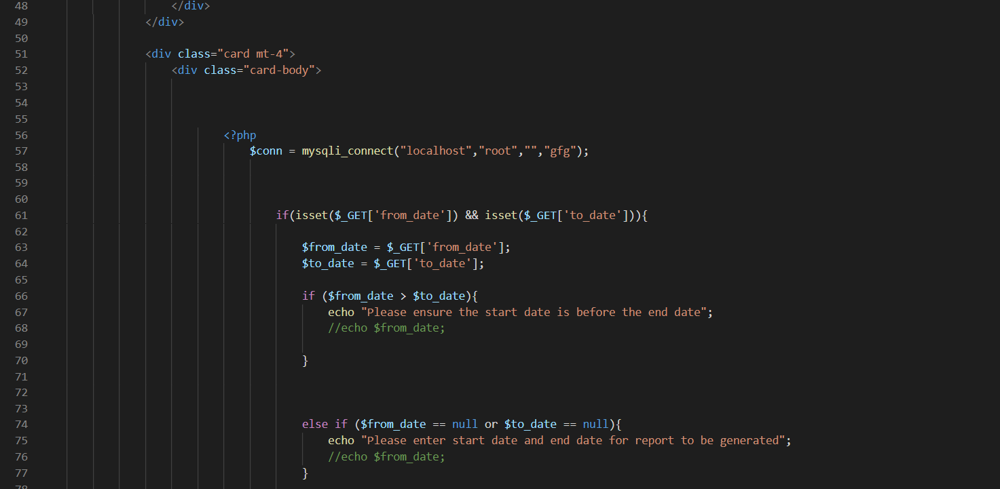 48 </div>
49 </div>
50
51 <div class="card mt-4">
52 <div class="card-body">
53
54
55
56 <?php
57 $conn = mysqli_connect("localhost","root","","gfg");
58
59
60
61 if(isset($_GET['from_date']) && isset($_GET['to_date'])){
62
63 $from_date = $_GET['from_date'];
64 $to_date = $_GET['to_date'];
65
66 if ($from_date > $to_date){
67 echo "Please ensure the start date is before the end date";
68 //echo $from_date;
69
70 }
71
72
73
74 else if ($from_date == null or $to_date == null){
75 echo "Please enter start date and end date for report to be generated";
76 //echo $from_date;
77 }
78